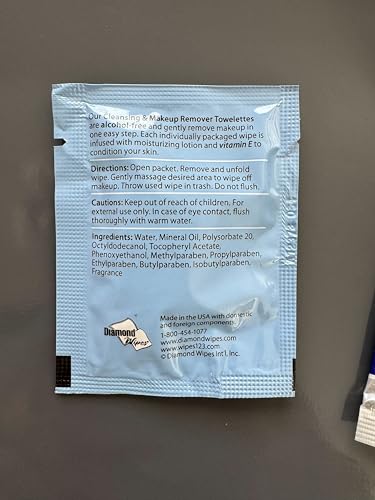 Our Cleansing & Makeup Remover Towelettes
are alcohol-free and gently remove makeup in
one easy step. Each individually packaged wipe is
infused with moisturizing lotion and vitamin E to
condition your skin.
Directions: Open packet. Remove and unfold
wipe. Gently massage desired area to wipe off
makeup. Throw used wipe in trash. Do not flush.
Cautions: Keep out of reach of children. For
external use only. In case of eye contact, flush
thoroughly with warm water.
Ingredients: Water, Mineral Oil, Polysorbate 20,
Octyldodecanol, Tocopheryl Acetate,
Phenoxyethanol, Methylparaben, Propylparaben,
Ethylparaben, Butylparaben, Isobutylparaben,
Fragrance
Diamond
Wipes®
Made in the USA with domestic
and foreign components.
1-800-454-1077
www.diamondwipes.com
www.wipes123.com
© Diamond Wipes Int'l, Inc.